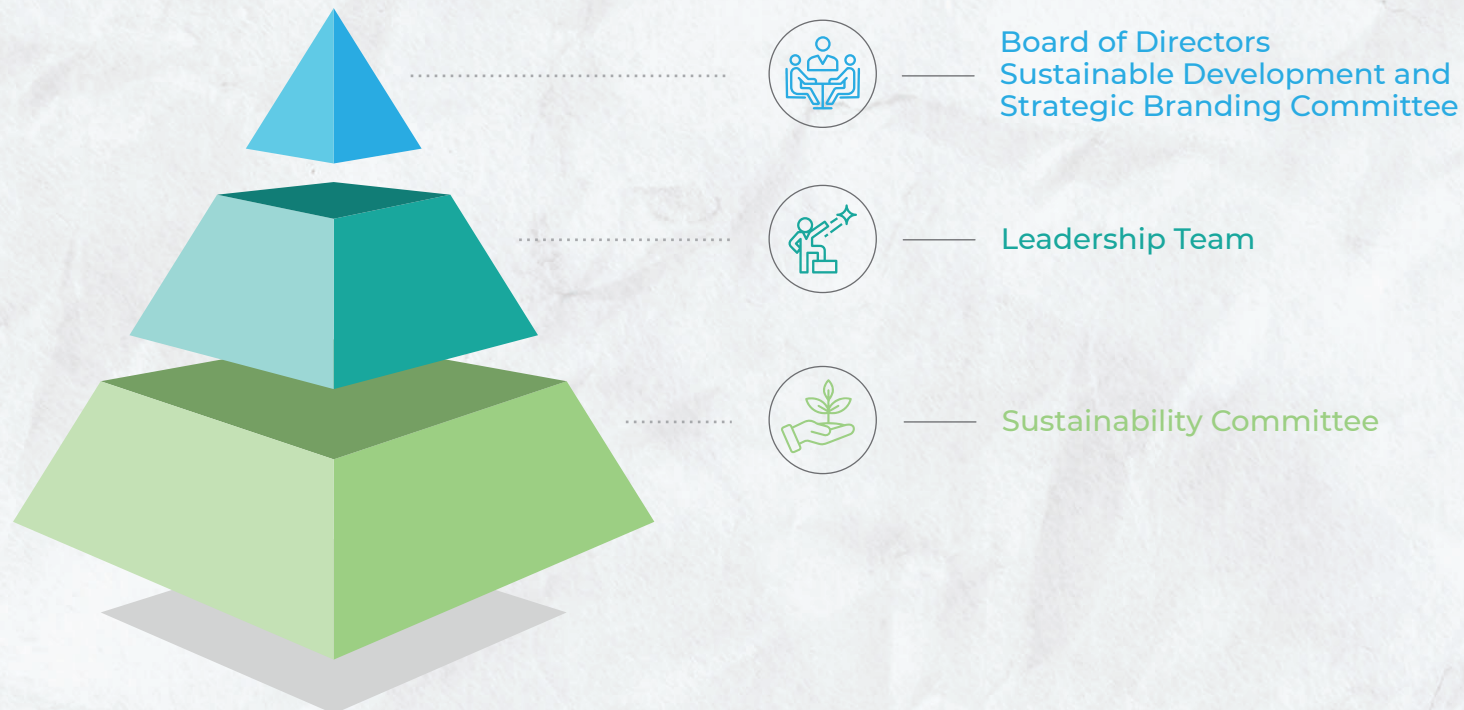 Board of Directors
Sustainable Development and
Strategic Branding Committee
Leadership Team
Sustainability Committee